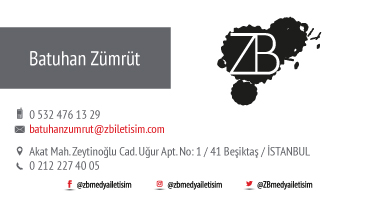 Batuhan Zümrüt
ZB
0 532 476 13 29
batuhanzumrut@zbiletisim.com
Akat Mah. Zeytinoğlu Cad. Uğur Apt. No: 1 / 41 Beşiktaş / İSTANBUL
0 212 227 40 05
@zbmedyailetisim @zbmedyailetisim @ZBmedyailetisim